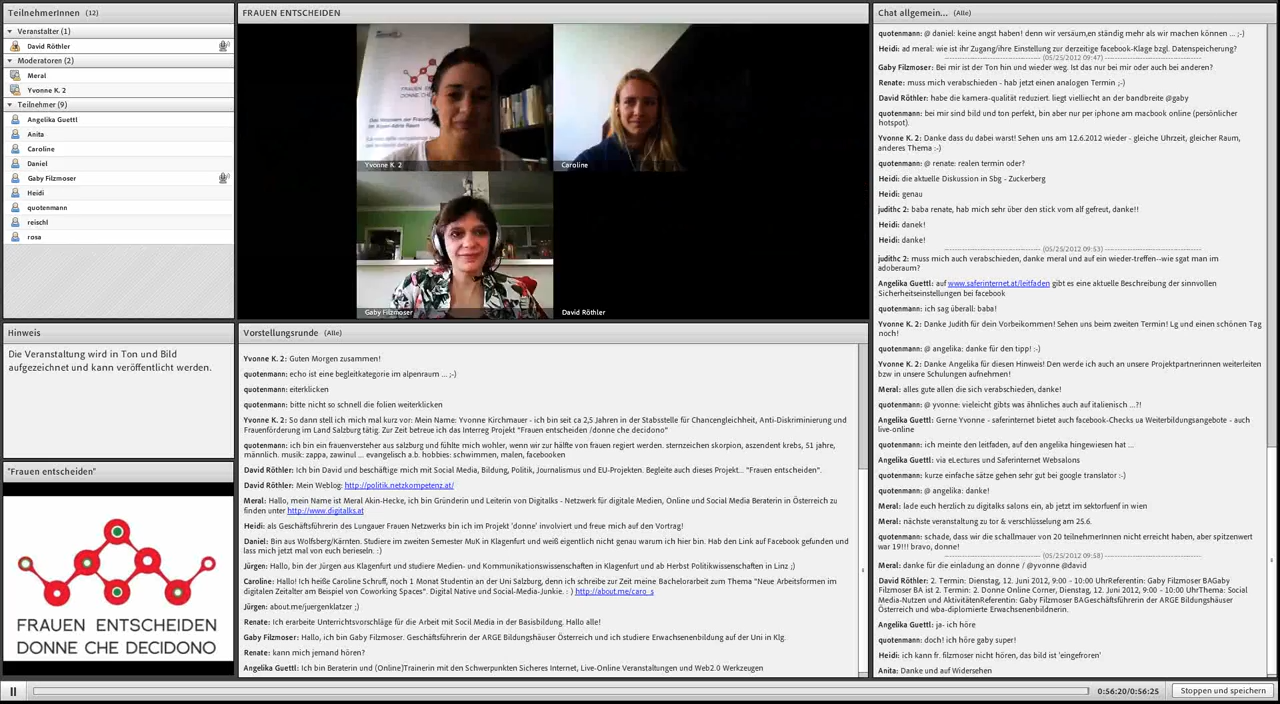 TeilnehmerInnen (12)
Veranstalter (1)
David Röthler
Moderatoren (2)
Meral
Yvonne K. 2
Teilnehmer (9)
Angelika Guettl
Anita
Caroline
Daniel
Gaby Filzmoser
Heidi
quotenmann
reischl
rosa
FRAUEN ENTSCHEIDEN
Yvonne K. 2
Caroline
Gaby Filzmoser
David Röthler
Hinweis
Die Veranstaltung wird in Ton und Bild
aufgezeichnet und kann veröffentlicht werden.
"Frauen entscheiden"
FRAUEN ENTSCHEIDEN
DONNE CHE DECIDONO
Vorstellungsrunde (Alle)
Yvonne K. 2: Guten Morgen zusammen!
quotenmann: echo ist eine begleitkategorie im alpenraum ... ;-)
quotenmann: eiterklicken
quotenmann: bitte nicht so schnell die folien weiterklicken
Yvonne K. 2: So dann stell ich mich mal kurz vor: Mein Name: Yvonne Kirchmauer - ich bin seit ca 2,5 Jahren in der Stabsstelle für Chancengleichheit, Anti-Diskriminierung und
Frauenförderung im Land Salzburg tätig. Zur Zeit betreue ich das Interreg Projekt "Frauen entscheiden /donne che decidono"
quotenmann: ich bin ein frauenversteher aus salzburg und fühlte mich wohler, wenn wir zur hälfte von frauen regiert werden. sternzeichen skorpion, aszendent krebs, 51 jahre,
männlich. musik: zappa, zawinul ... evangelisch a.b. hobbies: schwimmen, malen, facebooken
David Röthler: Ich bin David und beschäftige mich mit Social Media, Bildung, Politik, Journalismus und EU-Projekten. Begleite auch dieses Projekt... "Frauen entscheiden".
David Röthler: Mein Weblog: http://politik.netzkompetenz.at/
Meral: Hallo, mein Name ist Meral Akin-Hecke, ich bin Gründerin und Leiterin von Digitalks - Netzwerk für digitale Medien, Online und Social Media Beraterin in Österreich zu
finden unter http://www.digitalks.at
Heidi: als Geschäftsführerin des Lungauer Frauen Netzwerks bin ich im Projekt 'donne' involviert und freue mich auf den Vortrag!
Daniel: Bin aus Wolfsberg/Kärnten. Studiere im zweiten Semester MuK in Klagenfurt und weiß eigentlich nicht genau warum ich hier bin. Hab den Link auf Facebook gefunden und
lass mich jetzt mal von euch berieseln. :)
Jürgen: Hallo, bin der Jürgen aus Klagenfurt und studiere Medien- und Kommunikationswissenschaften in Klagenfurt und ab Herbst Politikwissenschaften in Linz ;)
Caroline: Hallo! Ich heiße Caroline Schruff, noch 1 Monat Studentin an der Uni Salzburg, denn ich schreibe zur Zeit meine Bachelorarbeit zum Thema "Neue Arbeitsformen im
digitalen Zeitalter am Beispiel von Coworking Spaces". Digital Native und Social-Media-Junkie. : ) http://about.me/caro_s
Jürgen: about.me/juergenklatzer ;)
Renate: Ich erarbeite Unterrichtsvorschläge für die Arbeit mit Socil Media in der Basisbildung. Hallo alle!
Gaby Filzmoser: Hallo, ich bin Gaby Filzmoser. Geschäftsführerin der ARGE Bildungshäuser Österreich und ich studiere Erwachsenenbildung auf der Uni in Klg.
Renate: kann mich jemand hören?
Angelika Guettl: Ich bin Beraterin und (Online)Trainerin mit den Schwerpunkten Sicheres Internet, Live-Online Veranstaltungen und Web2.0 Werkzeugen
Chat allgemein... (Alle)
quotenmann: @ daniel: keine angst haben! denn wir versäum,en ständig mehr als wir machen können ... ;-)
Heidi: ad meral: wie ist ihr Zugang/ihre Einstellung zur derzeitige facebook-Klage bzgl. Datenspeicherung?
(05/25/2012 09:47)
Gaby Filzmoser: Bei mir ist der Ton hin und wieder weg. Ist das nur bei mir oder auch bei anderen?
Renate: muss mich verabschieden - hab jetzt einen analogen Termin ;-)
David Röthler: habe die kamera-qualität reduziert. liegt vielliecht an der bandbreite @gaby
quotenmann: bei mir sind bild und ton perfekt, bin aber nur per iphone am macbook online (persönlicher
hotspot).
Yvonne K. 2: Danke dass du dabei warst! Sehen uns am 12.6.2012 wieder - gleiche Uhrzeit, gleicher Raum,
anderes Thema :-)
quotenmann: @ renate: realen termin oder?
Heidi: die aktuelle Diskussion in Sbg - Zuckerberg
Heidi: genau
judithc 2: baba renate, hab mich sehr über den stick vom alf gefreut, danke!!
Heidi: danek!
Heidi: danke!
(05/25/2012 09:53)
judithc 2: muss mich auch verabschieden, danke meral und auf ein wieder-treffen--wie sgat man im
adoberaum?
Angelika Guettl: auf www.saferinternet.at/leitfaden gibt es eine aktuelle Beschreibung der sinnvollen
Sicherheitseinstellungen bei facebook
quotenmann: ich sag überall: baba!
Yvonne K. 2: Danke Judith für dein Vorbeikommen! Sehen uns beim zweiten Termin! Lg und einen schönen Tag
noch!
quotenmann: @ angelika: danke für den tipp! :-)
Yvonne K. 2: Danke Angelika für diesen Hinweis! Den werde ich auch an unsere Projektpartnerinnen weiterleiten
bzw in unsere Schulungen aufnehmen!
Meral: alles gute allen die sich verabschieden, danke!
quotenmann: @ yvonne: vieleicht gibts was ähnliches auch auf italienisch ...?!
Angelika Guettl: Gerne Yvonne - saferinternet bietet auch facebook-Checks ua Weiterbildungsangebote - auch
live-online
quotenmann: ich meinte den leitfaden, auf den angelika hingewiesen hat ...
Angelika Guettl: via eLectures und Saferinternet Websalons
quotenmann: kurze einfache sätze gehen sehr gut bei google translator :-)
quotenmann: @ angelika: danke!
Meral: lade euch herzlich zu digitalks salons ein, ab jetzt im sektorfuenf in wien
Meral: nächste veranstaltung zu tor & verschlüsselung am 25.6.
quotenmann: schade, dass wir die schallmauer von 20 teilnehmerInnen nicht erreicht haben, aber spitzenwert
war 19!!! bravo, donne!
(05/25/2012 09:58)
Meral: danke für die einladung an donne / @yvonne @david
David Röthler: 2. Termin: Dienstag, 12. Juni 2012, 9:00 - 10:00 UhrReferentin: Gaby Filzmoser BAGaby
Filzmoser BA ist 2. Termin: 2. Donne Online Corner, Dienstag, 12. Juni 2012, 9:00 - 10:00 UhrThema: Social
Media-Nutzen und AktivitätenReferentin: Gaby Filzmoser BAGeschäftsführerin der ARGE Bildungshäuser
Österreich und wba-diplomierte Erwachsenenbildnerin.
Angelika Guettl: ja- ich höre
quotenmann: doch! ich höre gaby super!
Heidi: ich kann fr. filzmoser nicht hören, das bild ist 'eingefroren'
Anita: Danke und auf Widersehen
0:56:20/0:56:25
Stoppen und speichern